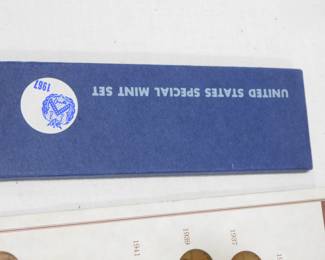 UNITED STATES SPECIAL MINT SET
1967
1937
1939
1941